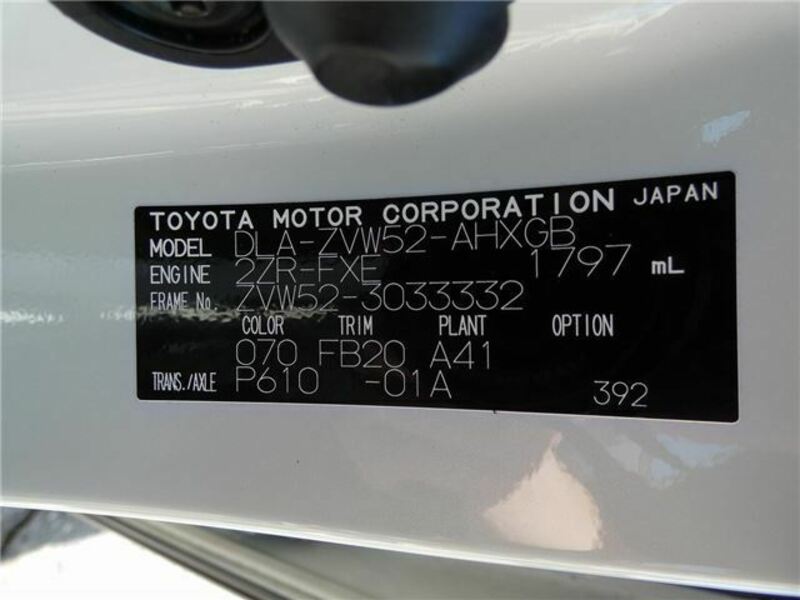 TOYOTA MOTOR CORPORATION JAPAN
MODEL DLA-ZVW52-AHXGB
ENGINE 2ZR-FXE 1797 mL
FRAME No. ZVW52-3033332
COLOR TRIM PLANT OPTION
070 FB20 A41
TRANS./AXLE P610 -01A 392